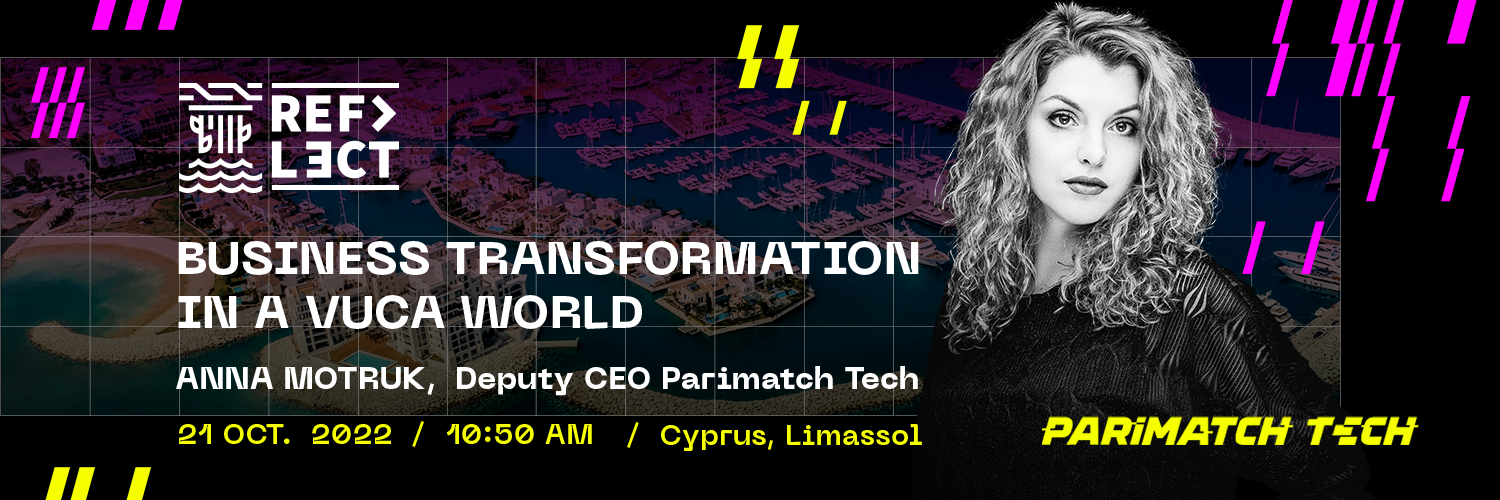 REF>
LƎCT
BUSINESS TRANSFORMATION
IN A VUCA WORLD
ANNA MOTRUK, Deputy CEO Parimatch Tech
21 OCT. 2022 / 10:50 AM / Cyprus, Limassol
PARiMATCH TECH